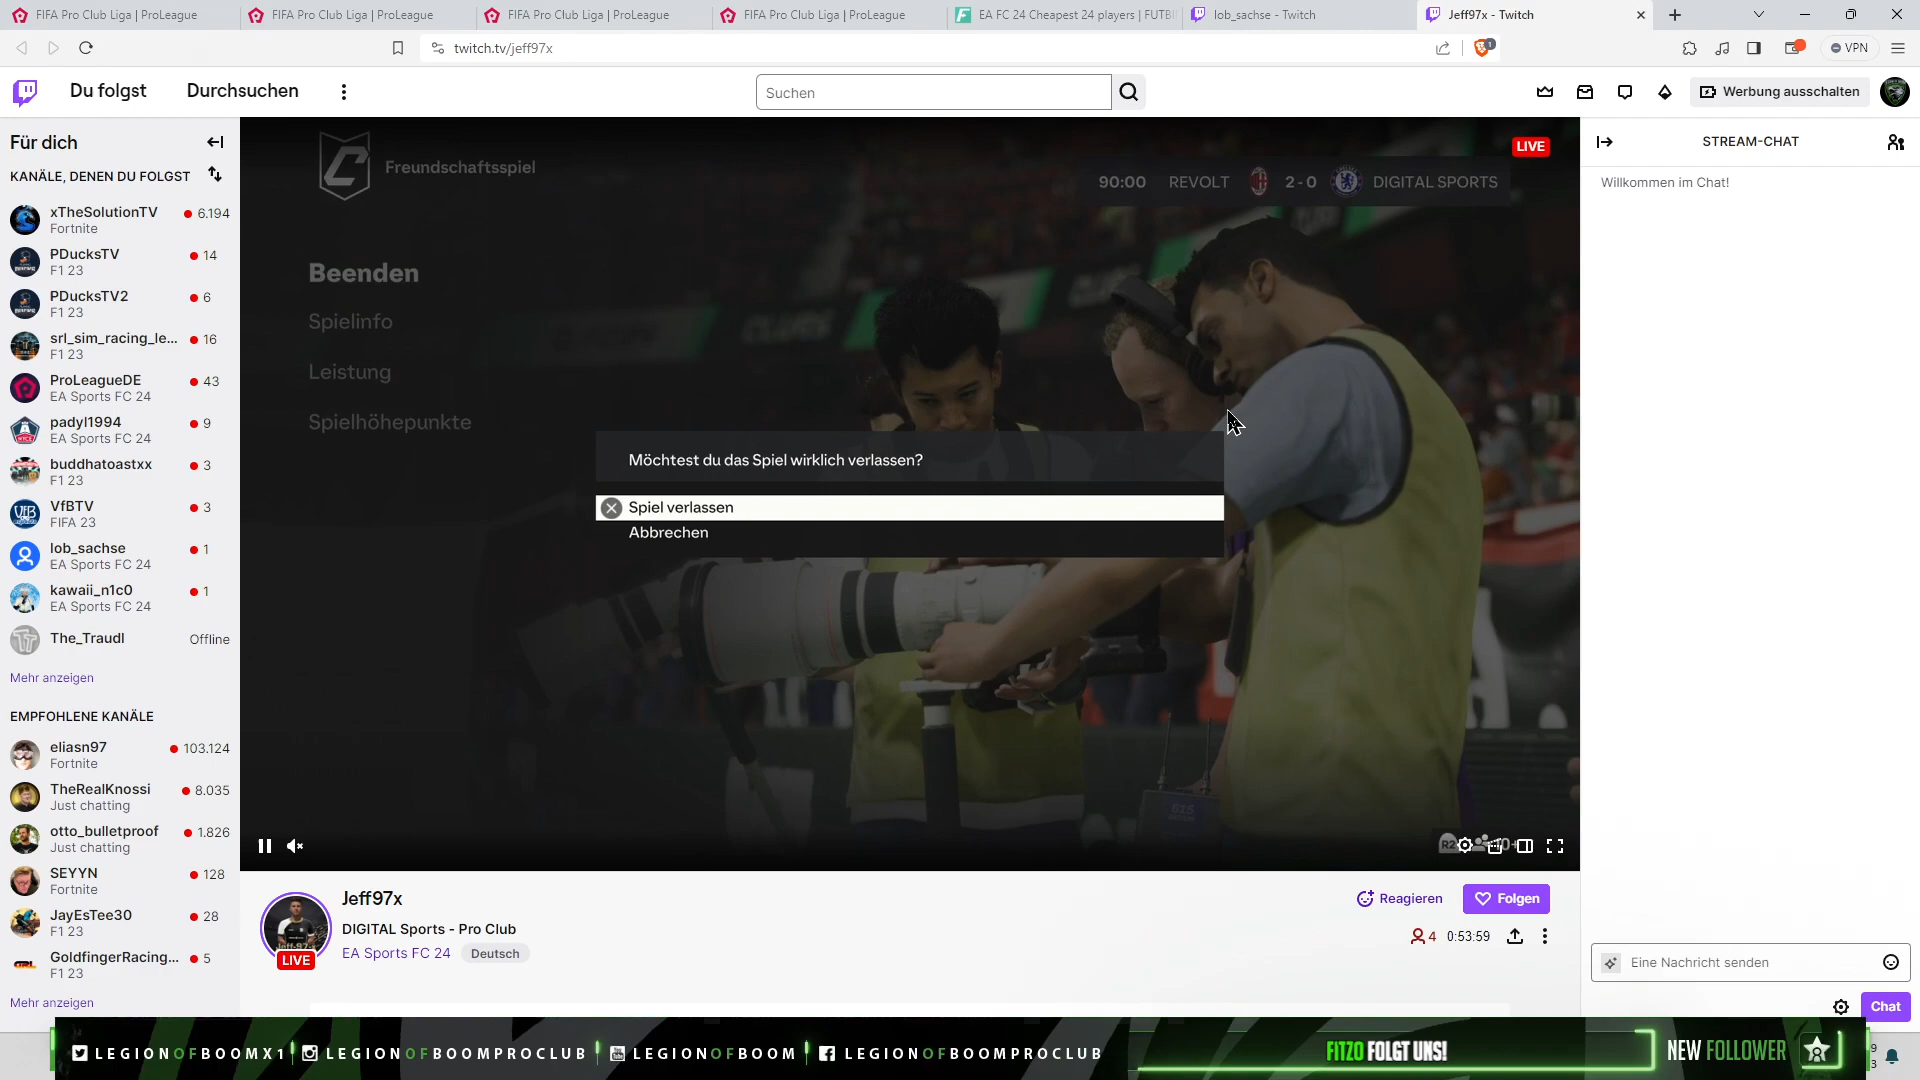 FIFA Pro Club Liga | ProLeague
FIFA Pro Club Liga | ProLeague
FIFA Pro Club Liga | ProLeague
FIFA Pro Club Liga | ProLeague
EA FC 24 Cheapest 24 players | FUTBI
lob_sachse - Twitch
Jeff97x - Twitch
twitch.tv/jeff97x
1
VPN
Du folgst
Durchsuchen
Suchen
Werbung ausschalten
Für dich
KANÄLE, DENEN DU FOLGST
xTheSolutionTV
6.194
Fortnite
PDucksTV
14
F1 23
PDucksTV2
6
F1 23
srl_sim_racing_le...
16
F1 23
ProLeagueDE
43
EA Sports FC 24
padyl1994
9
EA Sports FC 24
buddhatoastxx
3
F1 23
VfBTV
3
FIFA 23
lob_sachse
1
EA Sports FC 24
kawaii_n1c0
1
EA Sports FC 24
The_Traudl
Offline
Mehr anzeigen
EMPFOHLENE KANÄLE
eliasn97
103.124
Fortnite
TheRealKnossi
8.035
Just chatting
otto_bulletproof
1.826
Just chatting
SEYYN
128
Fortnite
JayEsTee30
28
F1 23
GoldfingerRacing...
5
F1 23
Mehr anzeigen
Freundschaftsspiel
LIVE
90:00 REVOLT 2 - 0 DIGITAL SPORTS
Beenden
Spielinfo
Leistung
Spielhöhepunkte
Möchtest du das Spiel wirklich verlassen?
Spiel verlassen
Abbrechen
615
R2
Jeff97x
DIGITAL Sports - Pro Club
EA Sports FC 24
Deutsch
LIVE
Reagieren
Folgen
4
0:53:59
STREAM-CHAT
Willkommen im Chat!
Eine Nachricht senden
Chat
LEGIONOFBOOMX1
LEGIONOFBOOMPROCLUB
LEGIONOFBOOM
LEGIONOFBOOMPROCLUB
FITZO FOLGT UNS!
NEW FOLLOWER